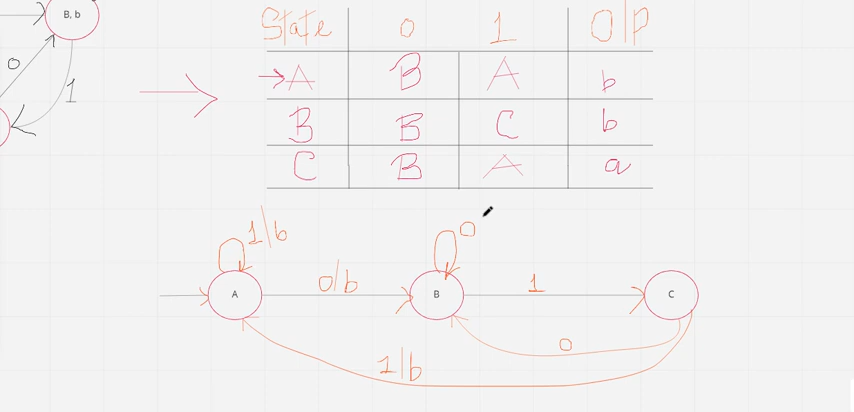 B, b
0
1
State 0 1 O/P
A B A b
B B C b
C B A a
1/b
0
0/b
1
A
B
C
0
1/b